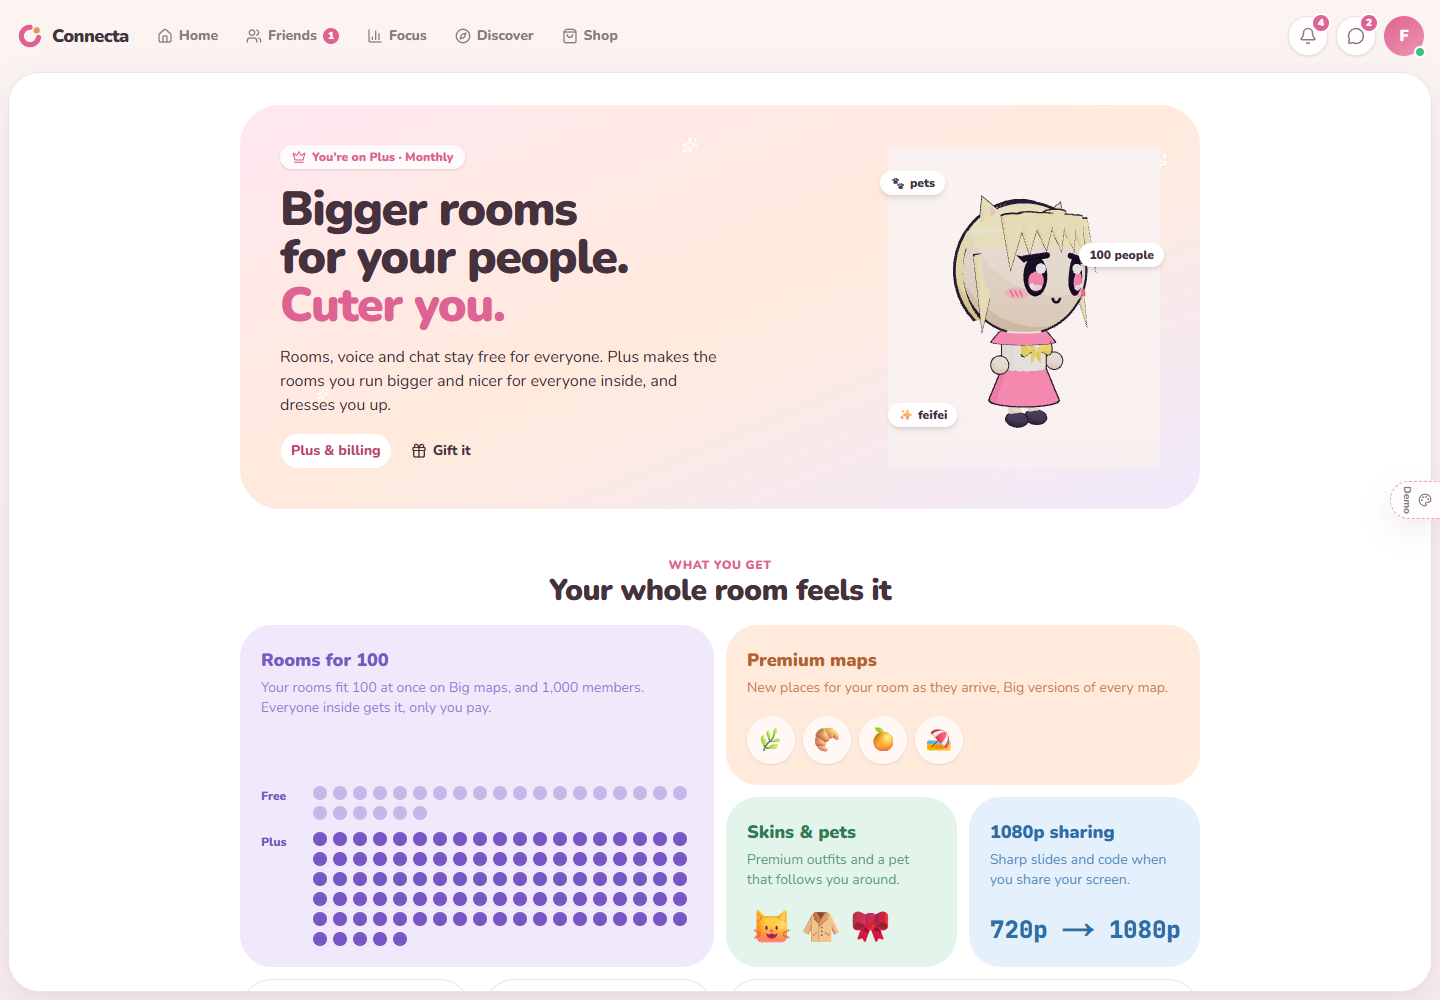 Connecta
Home
Friends 1
Focus
Discover
Shop
4
2
F
You're on Plus · Monthly
Bigger rooms
for your people.
Cuter you.
Rooms, voice and chat stay free for everyone. Plus makes the
rooms you run bigger and nicer for everyone inside, and
dresses you up.
Plus & billing
Gift it
pets
100 people
feifei
Demo
WHAT YOU GET
Your whole room feels it
Rooms for 100
Your rooms fit 100 at once on Big maps, and 1,000 members.
Everyone inside gets it, only you pay.
Free
Plus
Premium maps
New places for your room as they arrive, Big versions of every map.
Skins & pets
Premium outfits and a pet
that follows you around.
1080p sharing
Sharp slides and code when
you share your screen.
720p → 1080p